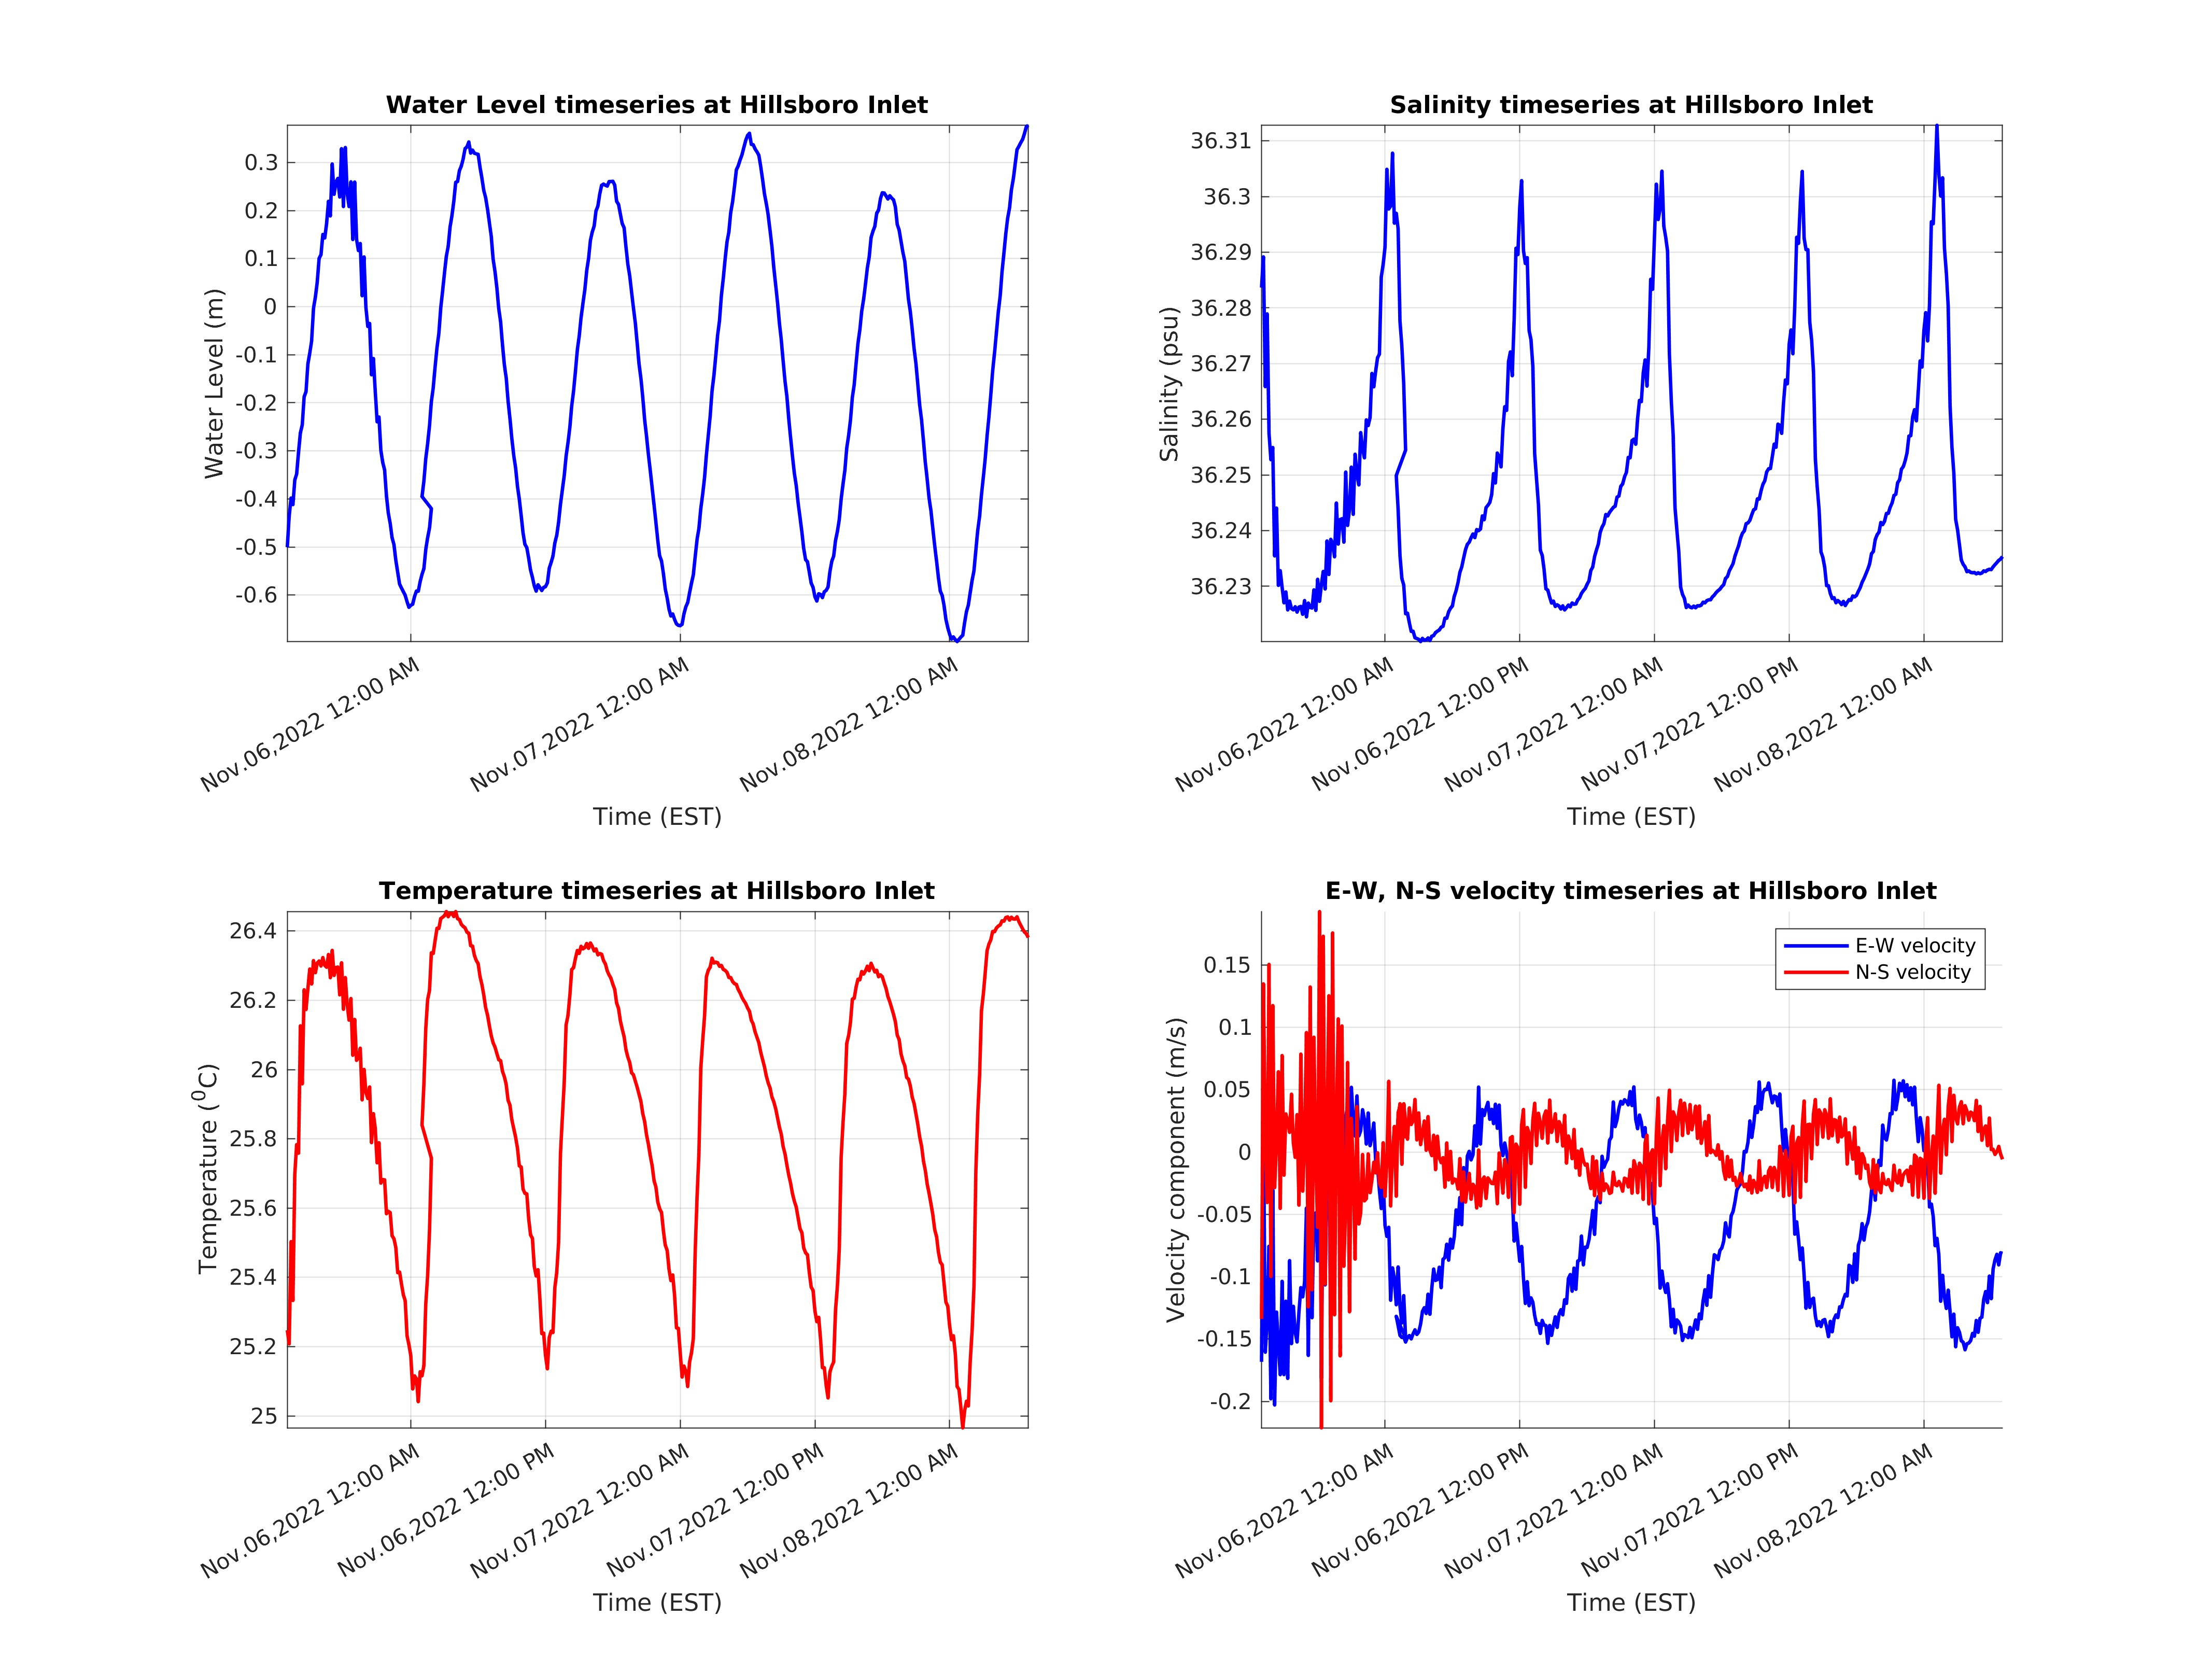 Water Level timeseries at Hillsboro Inlet
Water Level (m)
0.3
0.2
0.1
0
-0.1
-0.2
-0.3
-0.4
-0.5
-0.6
Nov.06,2022 12:00 AM
Nov.07,2022 12:00 AM
Nov.08,2022 12:00 AM
Time (EST)
Salinity timeseries at Hillsboro Inlet
Salinity (psu)
36.31
36.3
36.29
36.28
36.27
36.26
36.25
36.24
36.23
Nov.06,2022 12:00 AM
Nov.06,2022 12:00 PM
Nov.07,2022 12:00 AM
Nov.07,2022 12:00 PM
Nov.08,2022 12:00 AM
Time (EST)
Temperature timeseries at Hillsboro Inlet
Temperature (⁰C)
26.4
26.2
26
25.8
25.6
25.4
25.2
25
Nov.06,2022 12:00 AM
Nov.06,2022 12:00 PM
Nov.07,2022 12:00 AM
Nov.07,2022 12:00 PM
Nov.08,2022 12:00 AM
Time (EST)
E-W, N-S velocity timeseries at Hillsboro Inlet
E-W velocity
N-S velocity
Velocity component (m/s)
0.15
0.1
0.05
0
-0.05
-0.1
-0.15
-0.2
Nov.06,2022 12:00 AM
Nov.06,2022 12:00 PM
Nov.07,2022 12:00 AM
Nov.07,2022 12:00 PM
Nov.08,2022 12:00 AM
Time (EST)